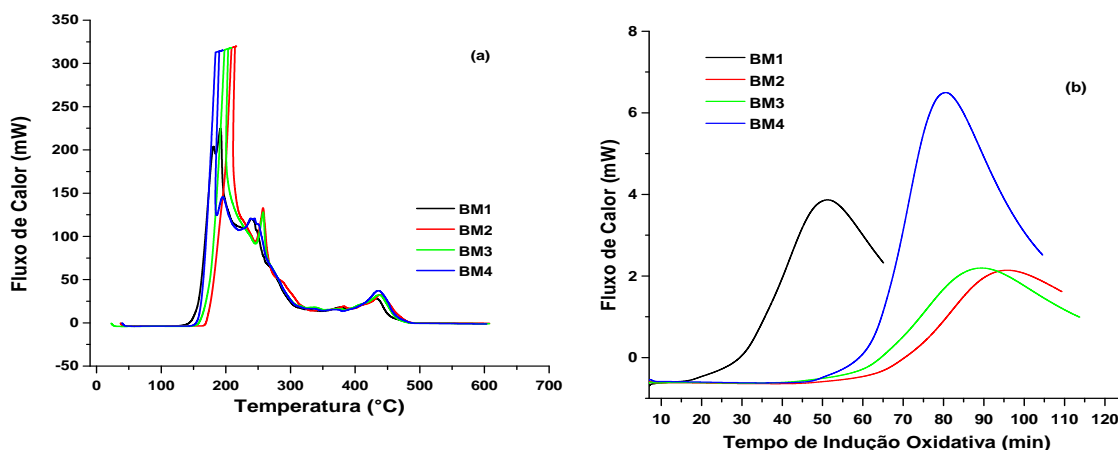 350
300
250
200
150
100
50
0
-50
0
100
200
300
400
500
600
700
Fluxo de Calor (mW)
Temperatura (°C)
(a)
BM1
BM2
BM3
BM4
8
6
4
2
0
10
20
30
40
50
60
70
80
90
100
110
120
Fluxo de Calor (mW)
Tempo de Indução Oxidativa (min)
(b)
BM1
BM2
BM3
BM4